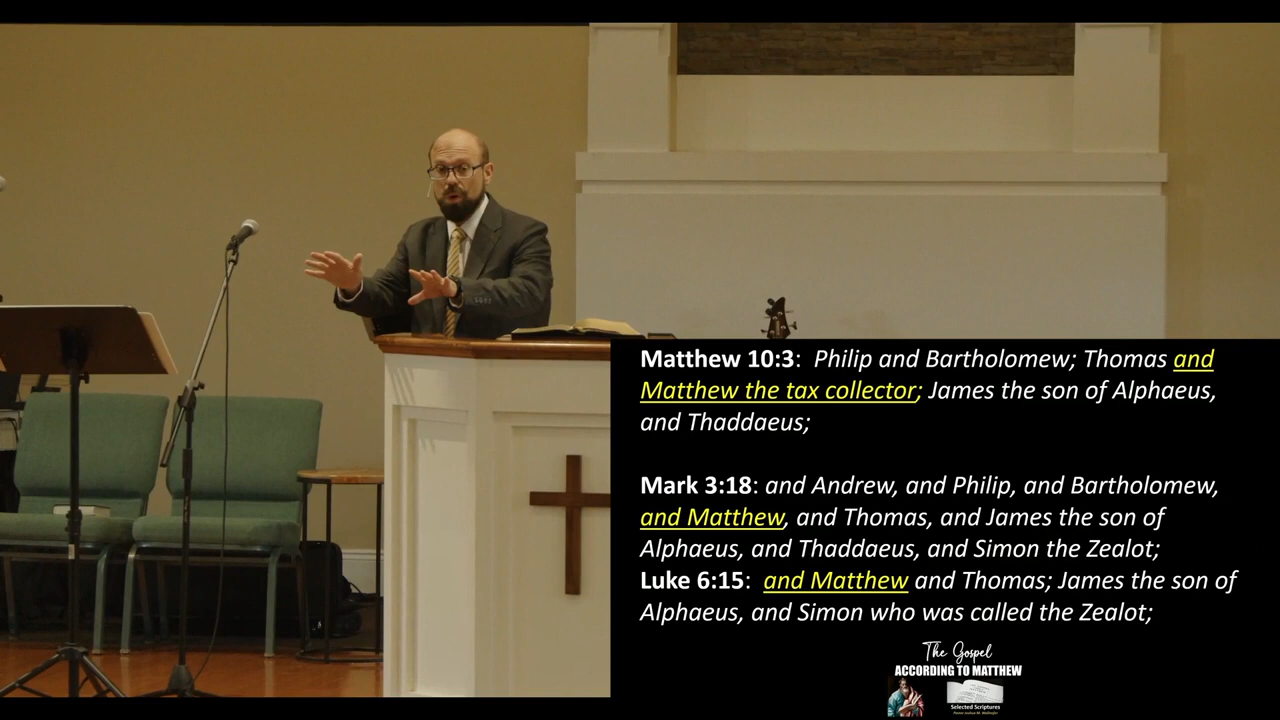 Matthew 10:3:  Philip and Bartholomew; Thomas and
Matthew the tax collector; James the son of Alphaeus,
and Thaddaeus;
Mark 3:18: and Andrew, and Philip, and Bartholomew,
and Matthew, and Thomas, and James the son of
Alphaeus, and Thaddaeus, and Simon the Zealot;
Luke 6:15:  and Matthew and Thomas; James the son of
Alphaeus, and Simon who was called the Zealot;
The Gospel
ACCORDING TO MATTHEW
Selected Scriptures